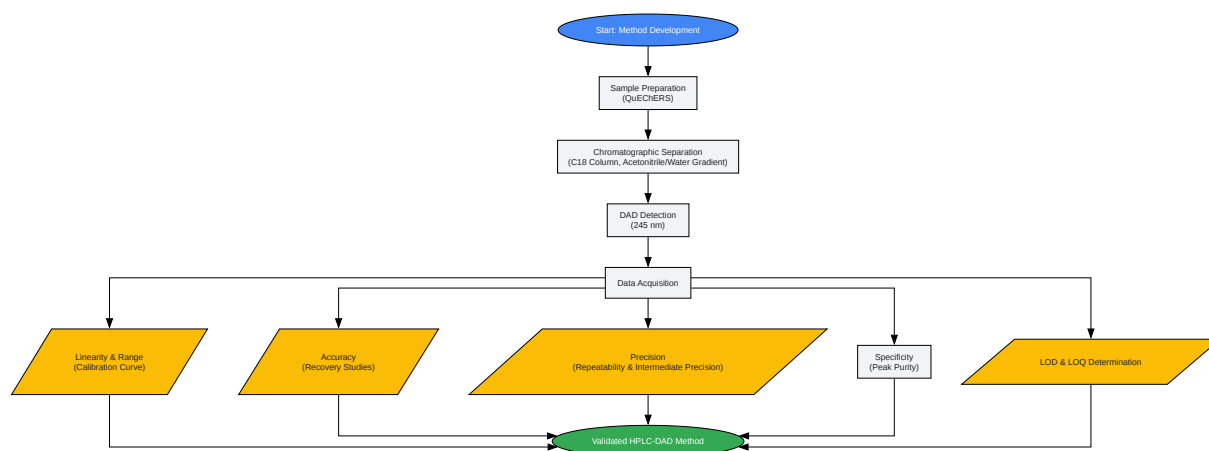 Start: Method Development
Sample Preparation
(QuEChERS)
Chromatographic Separation
(C18 Column, Acetonitrile/Water Gradient)
DAD Detection
(245 nm)
Data Acquisition
Linearity & Range
(Calibration Curve)
Accuracy
(Recovery Studies)
Precision
(Repeatability & Intermediate Precision)
Specificity
(Peak Purity)
LOD & LOQ Determination
Validated HPLC-DAD Method